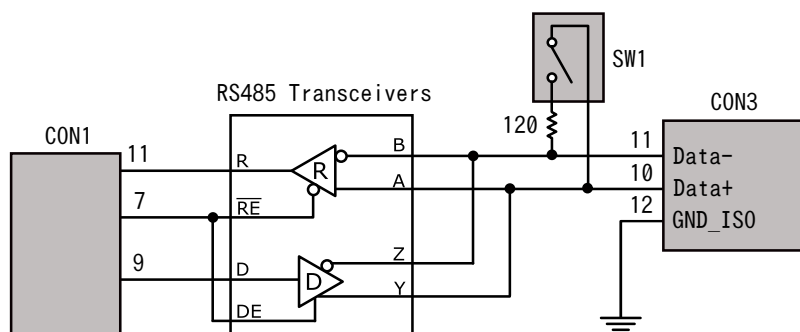 SW1
RS485 Transceivers
120
CON3
CON1
11
R
R
B
11
Data-
A
10
Data+
7
RE
12
GND_ISO
9
D
D
Z
Y
DE